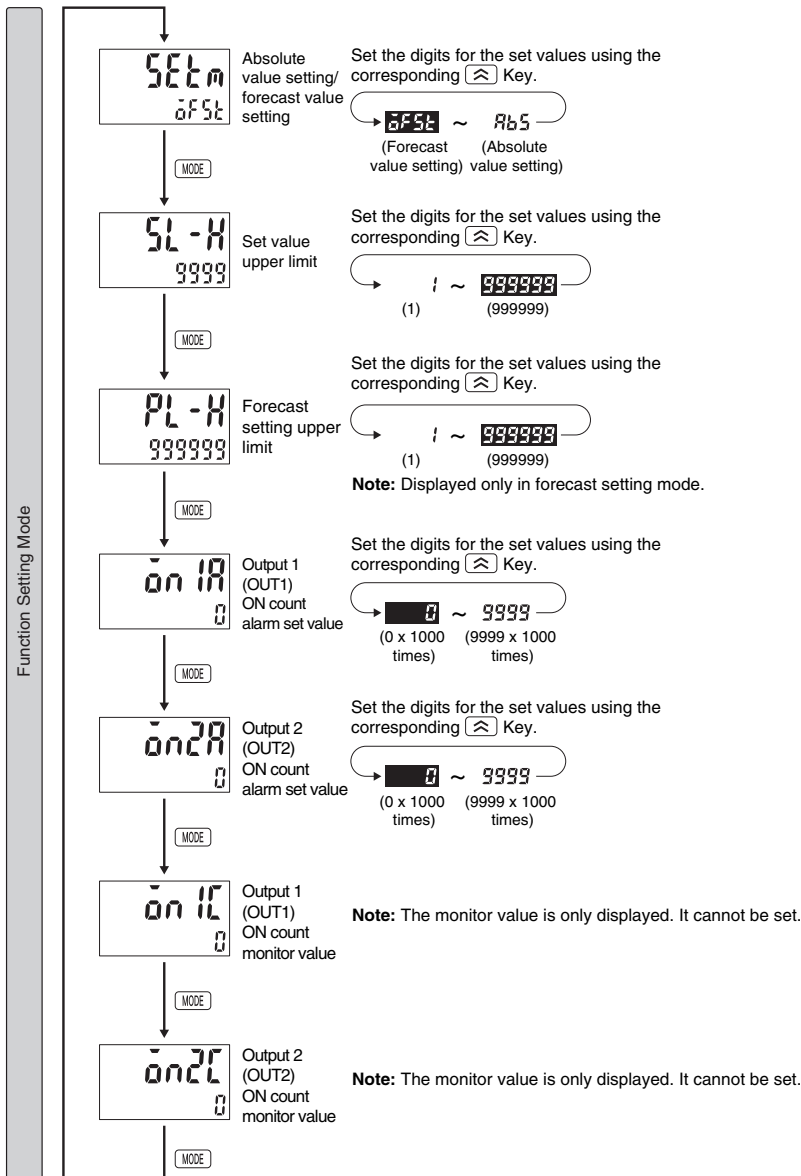 Function Setting Mode
SEtm
oFSt
Absolute
value setting/
forecast value
setting
Set the digits for the set values using the
corresponding Key.
oFSt ~ AbS
(Forecast
value setting)
(Absolute
value setting)
MODE
SL-H
9999
Set value
upper limit
Set the digits for the set values using the
corresponding Key.
1 ~ 999999
(1) (999999)
MODE
PL-H
999999
Forecast
setting upper
limit
Set the digits for the set values using the
corresponding Key.
1 ~ 999999
(1) (999999)
Note: Displayed only in forecast setting mode.
MODE
on1A
0
Output 1
(OUT1)
ON count
alarm set value
Set the digits for the set values using the
corresponding Key.
0 ~ 9999
(0 x 1000
times)
(9999 x 1000
times)
MODE
on2A
0
Output 2
(OUT2)
ON count
alarm set value
Set the digits for the set values using the
corresponding Key.
0 ~ 9999
(0 x 1000
times)
(9999 x 1000
times)
MODE
on1C
0
Output 1
(OUT1)
ON count
monitor value
Note: The monitor value is only displayed. It cannot be set.
MODE
on2C
0
Output 2
(OUT2)
ON count
monitor value
Note: The monitor value is only displayed. It cannot be set.
MODE